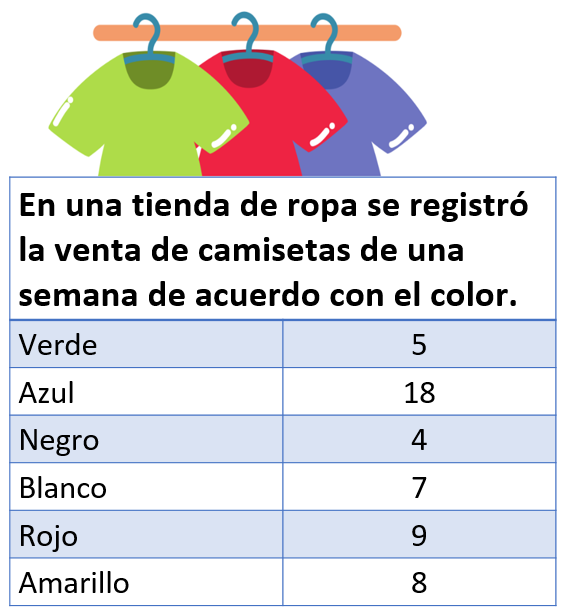 En una tienda de ropa se registró
la venta de camisetas de una
semana de acuerdo con el color.
Verde 5
Azul 18
Negro 4
Blanco 7
Rojo 9
Amarillo 8